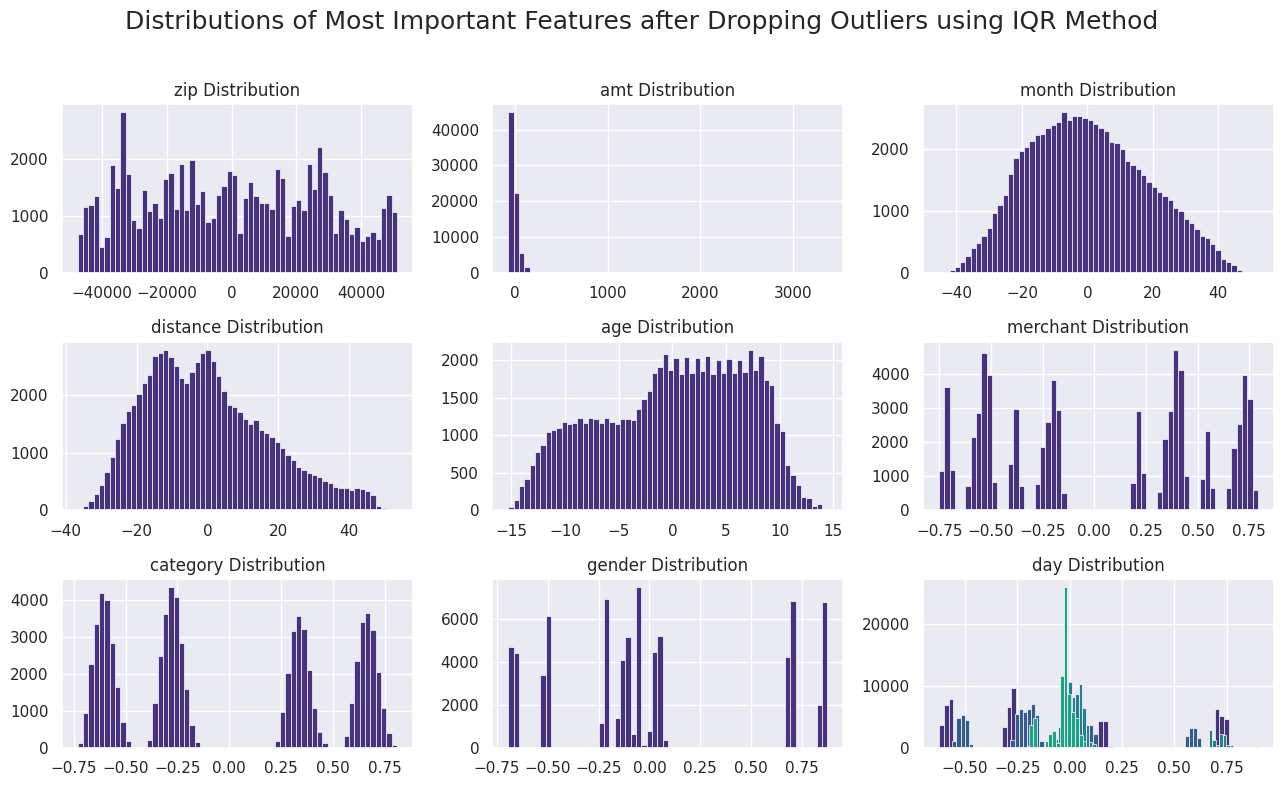 Distributions of Most Important Features after Dropping Outliers using IQR Method
zip Distribution
amt Distribution
month Distribution
2000
1000
0
−40000 −20000 0 20000 40000
40000
30000
20000
10000
0
0 1000 2000 3000
2000
1000
0
−40 −20 0 20 40
distance Distribution
age Distribution
merchant Distribution
2000
1000
0
−40 −20 0 20 40
2000
1500
1000
500
0
−15 −10 −5 0 5 10 15
4000
3000
2000
1000
0
−0.75 −0.50 −0.25 0.00 0.25 0.50 0.75
category Distribution
gender Distribution
day Distribution
4000
3000
2000
1000
0
−0.75 −0.50 −0.25 0.00 0.25 0.50 0.75
6000
4000
2000
0
−0.75 −0.50 −0.25 0.00 0.25 0.50 0.75
20000
10000
0
−0.50 −0.25 0.00 0.25 0.50 0.75